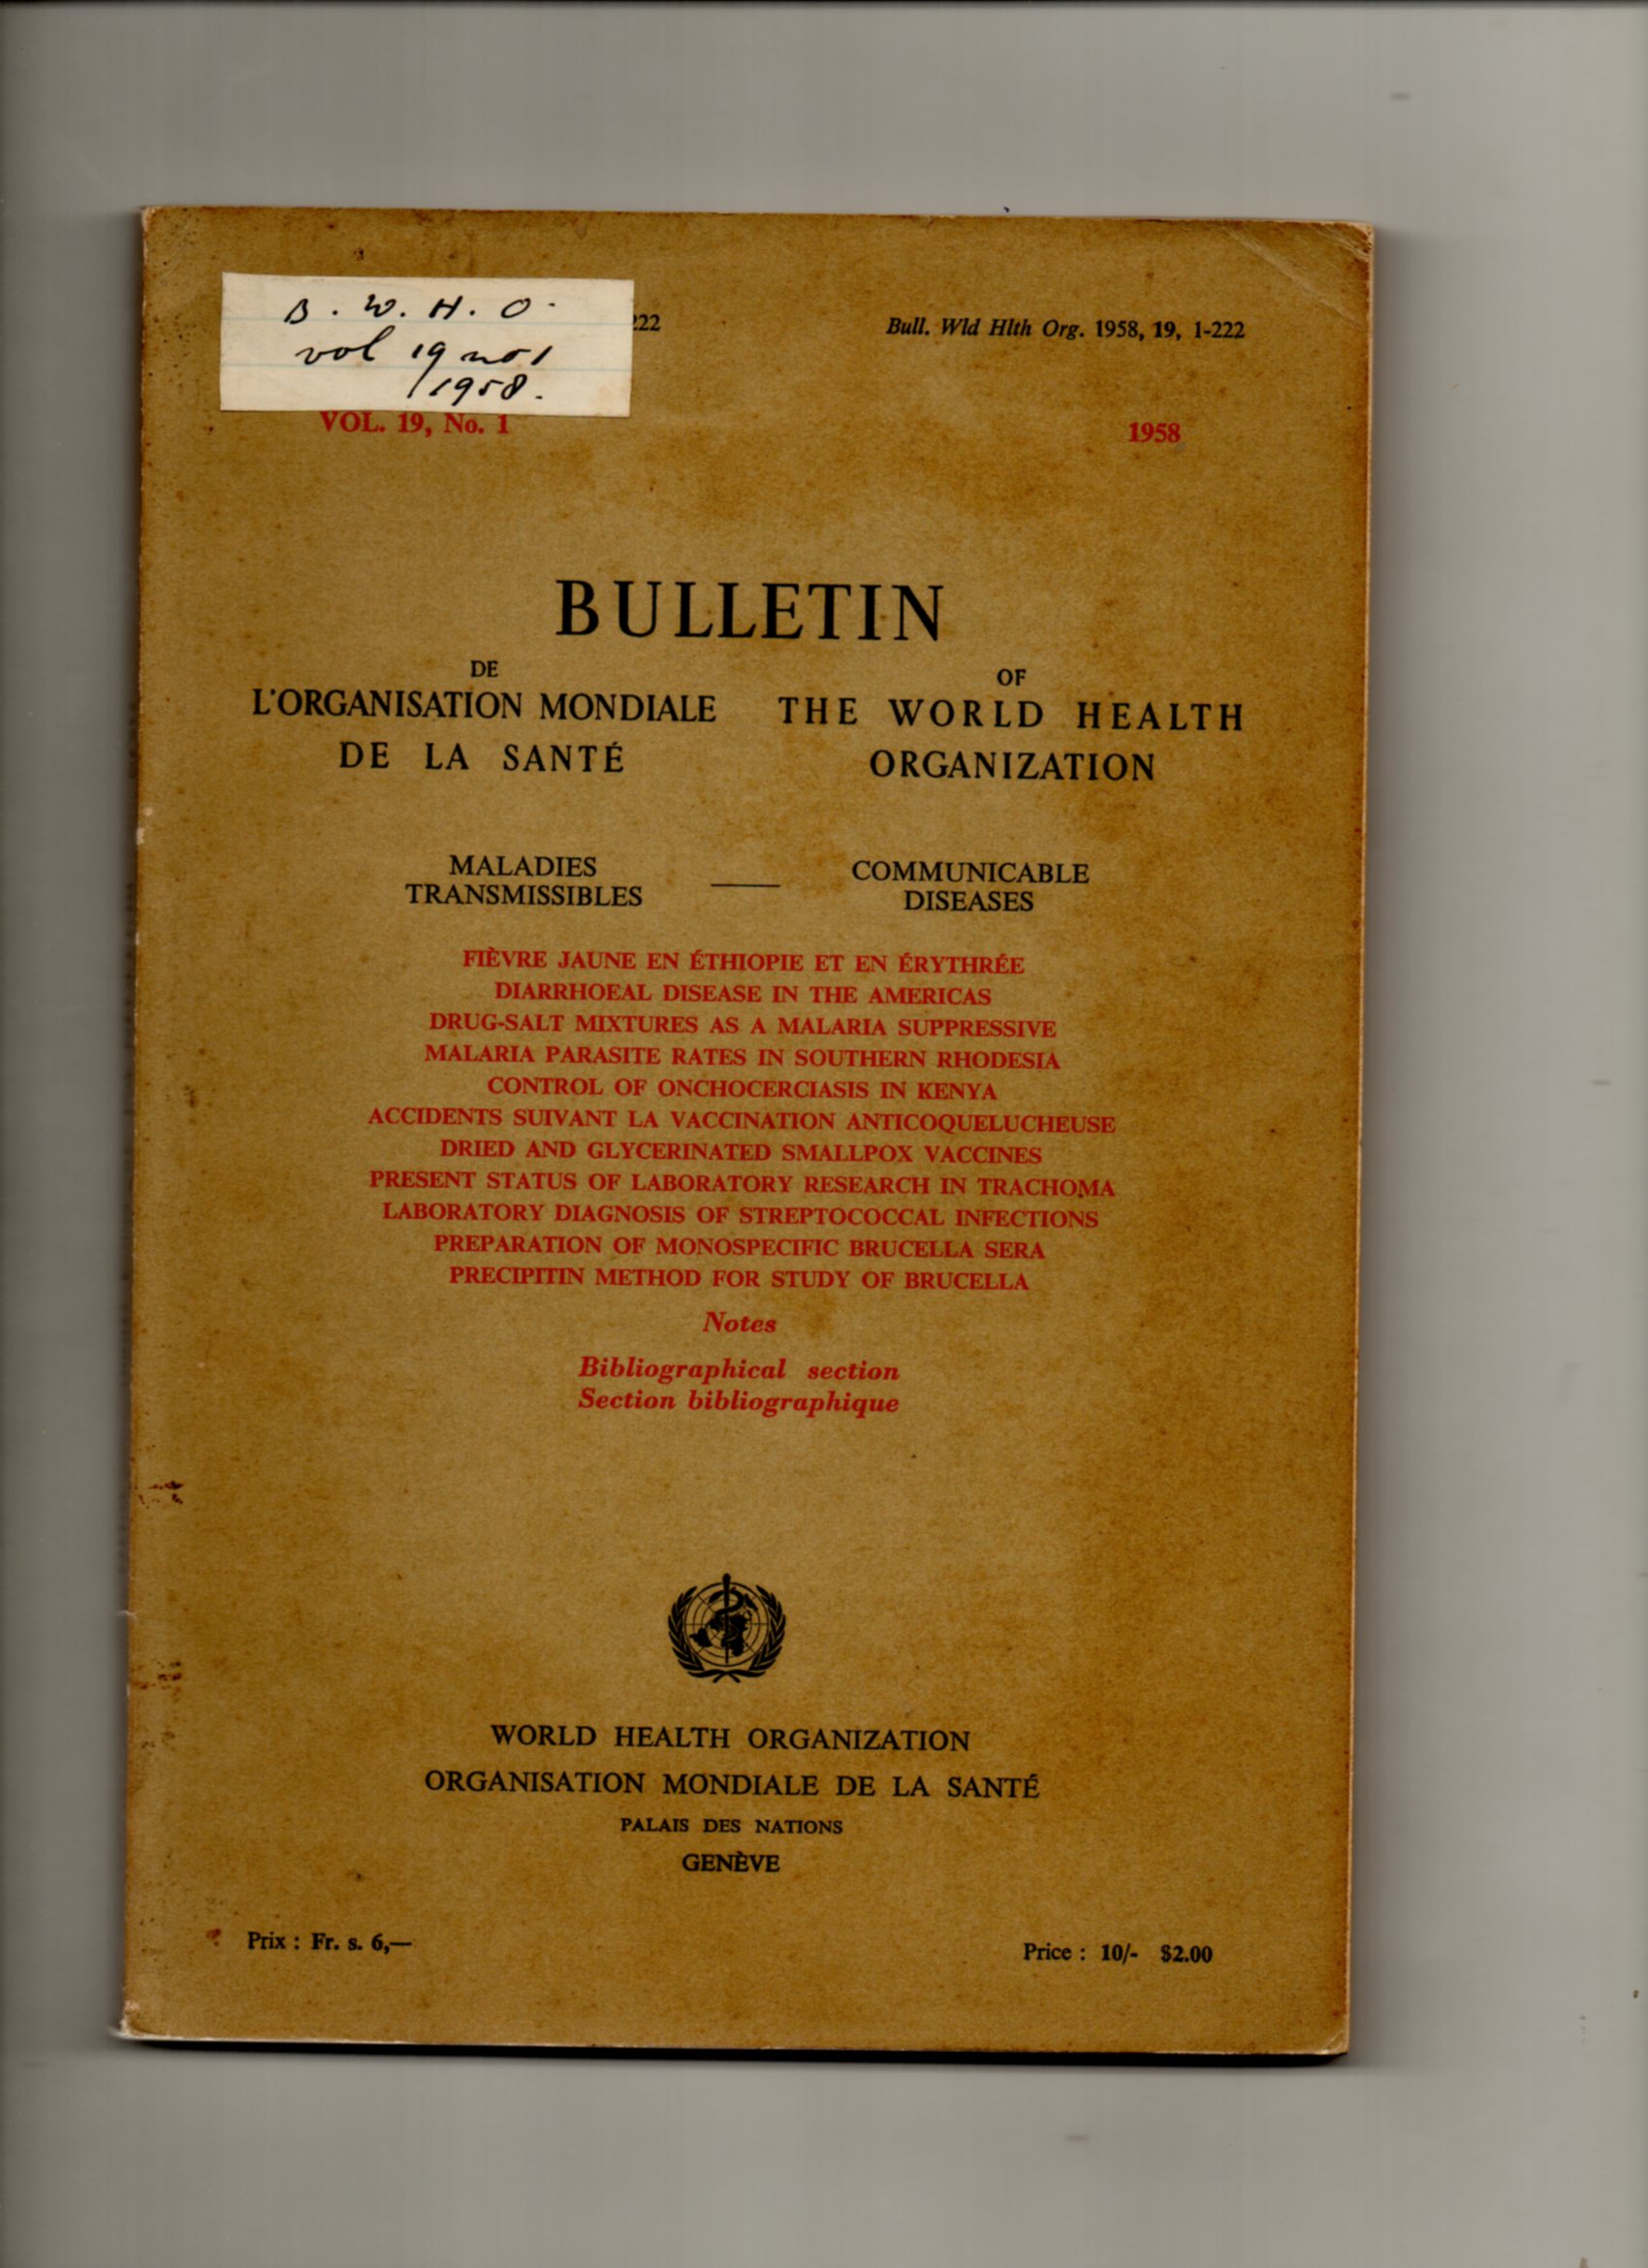 B. W. H. O.
vol 19 no 1
/1958.
222
Bull. Wld Hlth Org. 1958, 19, 1-222
VOL. 19, No. 1
1958
BULLETIN
DE
L'ORGANISATION MONDIALE
DE LA SANTÉ
OF
THE WORLD HEALTH
ORGANIZATION
MALADIES
TRANSMISSIBLES
COMMUNICABLE
DISEASES
FIÈVRE JAUNE EN ÉTHIOPIE ET EN ÉRYTHRÉE
DIARRHOEAL DISEASE IN THE AMERICAS
DRUG-SALT MIXTURES AS A MALARIA SUPPRESSIVE
MALARIA PARASITE RATES IN SOUTHERN RHODESIA
CONTROL OF ONCHOCERCIASIS IN KENYA
ACCIDENTS SUIVANT LA VACCINATION ANTICOQUELUCHEUSE
DRIED AND GLYCERINATED SMALLPOX VACCINES
PRESENT STATUS OF LABORATORY RESEARCH IN TRACHOMA
LABORATORY DIAGNOSIS OF STREPTOCOCCAL INFECTIONS
PREPARATION OF MONOSPECIFIC BRUCELLA SERA
PRECIPITIN METHOD FOR STUDY OF BRUCELLA
Notes
Bibliographical section
Section bibliographique
WORLD HEALTH ORGANIZATION
ORGANISATION MONDIALE DE LA SANTÉ
PALAIS DES NATIONS
GENÈVE
Prix : Fr. s. 6,—
Price : 10/- $2.00